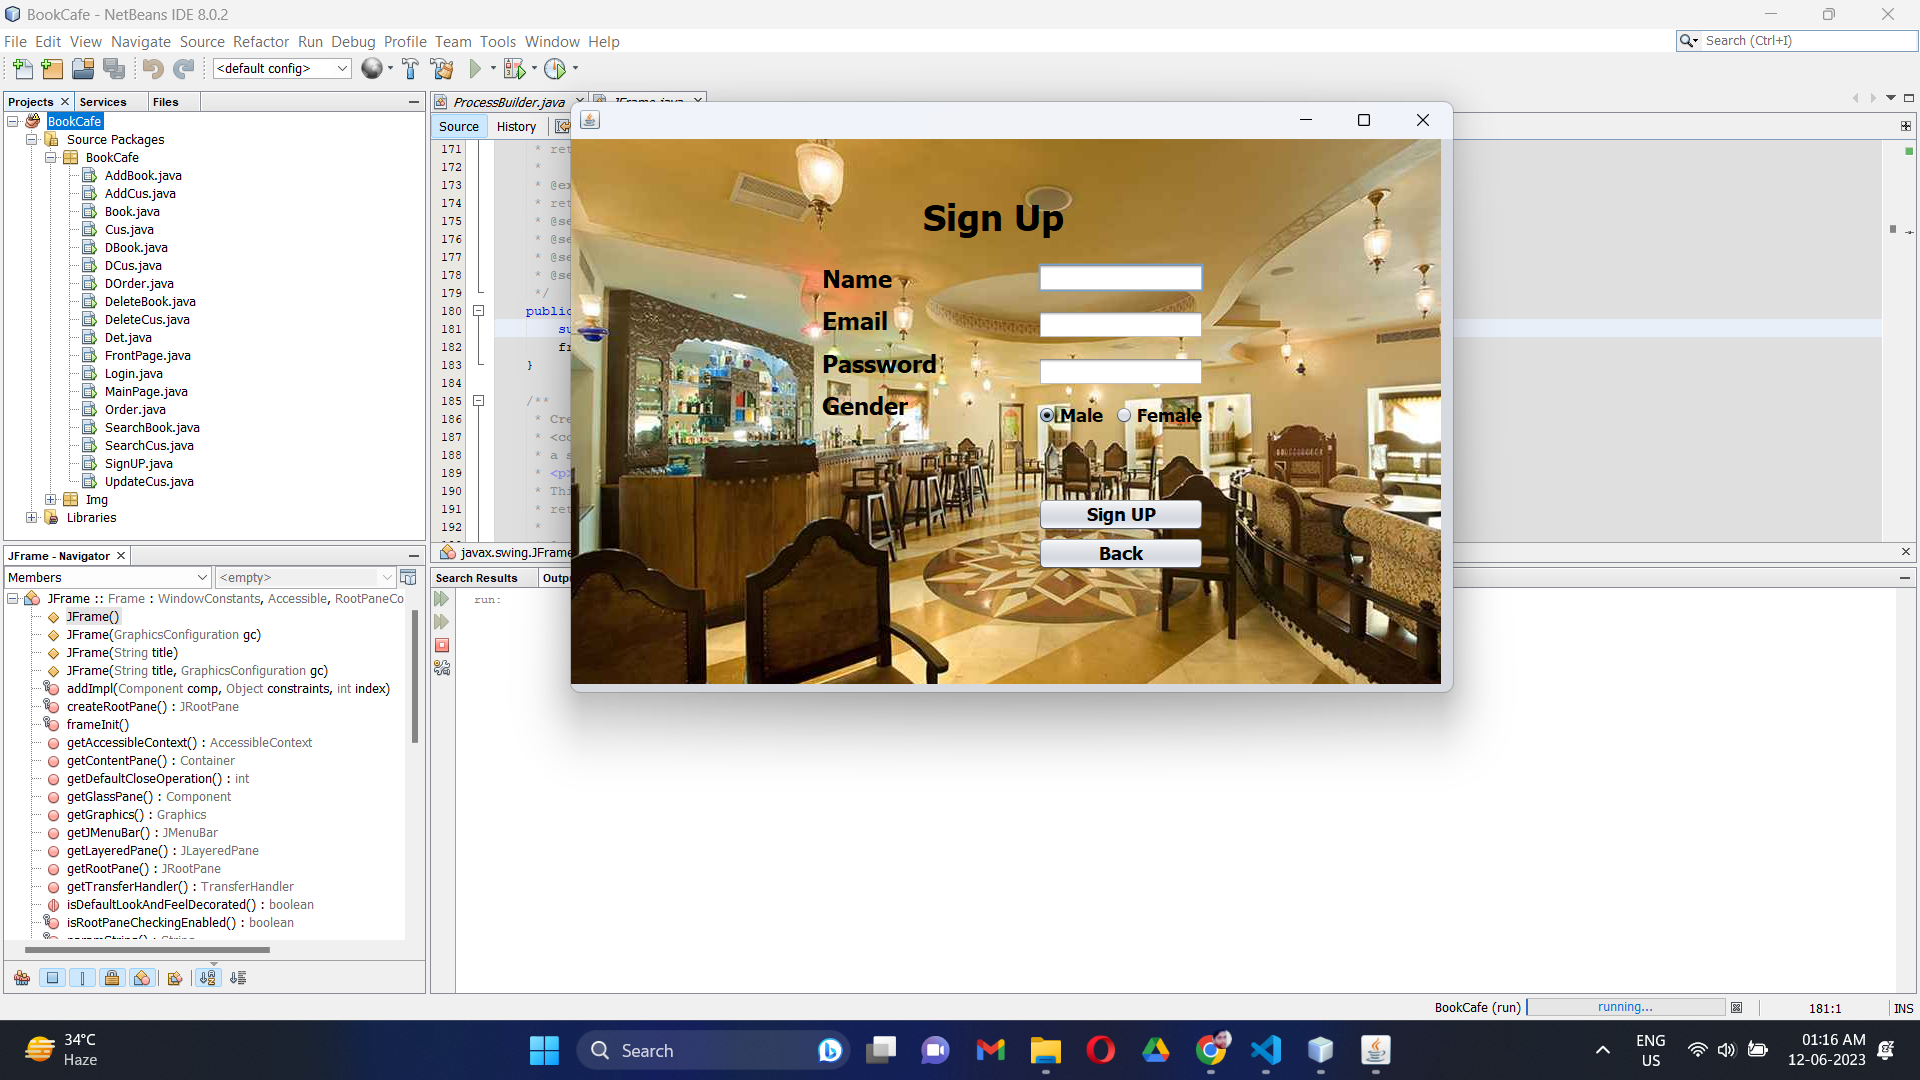 BookCafe - NetBeans IDE 8.0.2
File Edit View Navigate Source Refactor Run Debug Profile Team Tools Window Help
Search (Ctrl+I)
<default config>
Projects Services Files
BookCafe
Source Packages
BookCafe
AddBook.java
AddCus.java
Book.java
Cus.java
DBook.java
DCus.java
DOrder.java
DeleteBook.java
DeleteCus.java
Det.java
FrontPage.java
Login.java
MainPage.java
Order.java
SearchBook.java
SearchCus.java
SignUP.java
UpdateCus.java
Img
Libraries
JFrame - Navigator
Members <empty>
JFrame :: Frame : WindowConstants, Accessible, RootPaneCo
JFrame()
JFrame(GraphicsConfiguration gc)
JFrame(String title)
JFrame(String title, GraphicsConfiguration gc)
addImpl(Component comp, Object constraints, int index)
createRootPane() : JRootPane
frameInit()
getAccessibleContext() : AccessibleContext
getContentPane() : Container
getDefaultCloseOperation() : int
getGlassPane() : Component
getGraphics() : Graphics
getJMenuBar() : JMenuBar
getLayeredPane() : JLayeredPane
getRootPane() : JRootPane
getTransferHandler() : TransferHandler
isDefaultLookAndFeelDecorated() : boolean
isRootPaneCheckingEnabled() : boolean
ProcessBuilder.java JFrame.java
Source History
171 * ret
172 *
173 * @ex
174 * ret
175 * @se
176 * @se
177 * @se
178 * @se
179 */
180 public
181 su
182 fr
183 }
184
185 /**
186 * Cre
187 * <co
188 * a s
189 * <p>
190 * Thi
191 * ret
192 *
javax.swing.JFrame
Search Results Outpu
run:
Sign Up
Name
Email
Password
Gender
Male Female
Sign UP
Back
BookCafe (run) running... 181:1 INS
34°C
Haze
Search
ENG
US
01:16 AM
12-06-2023